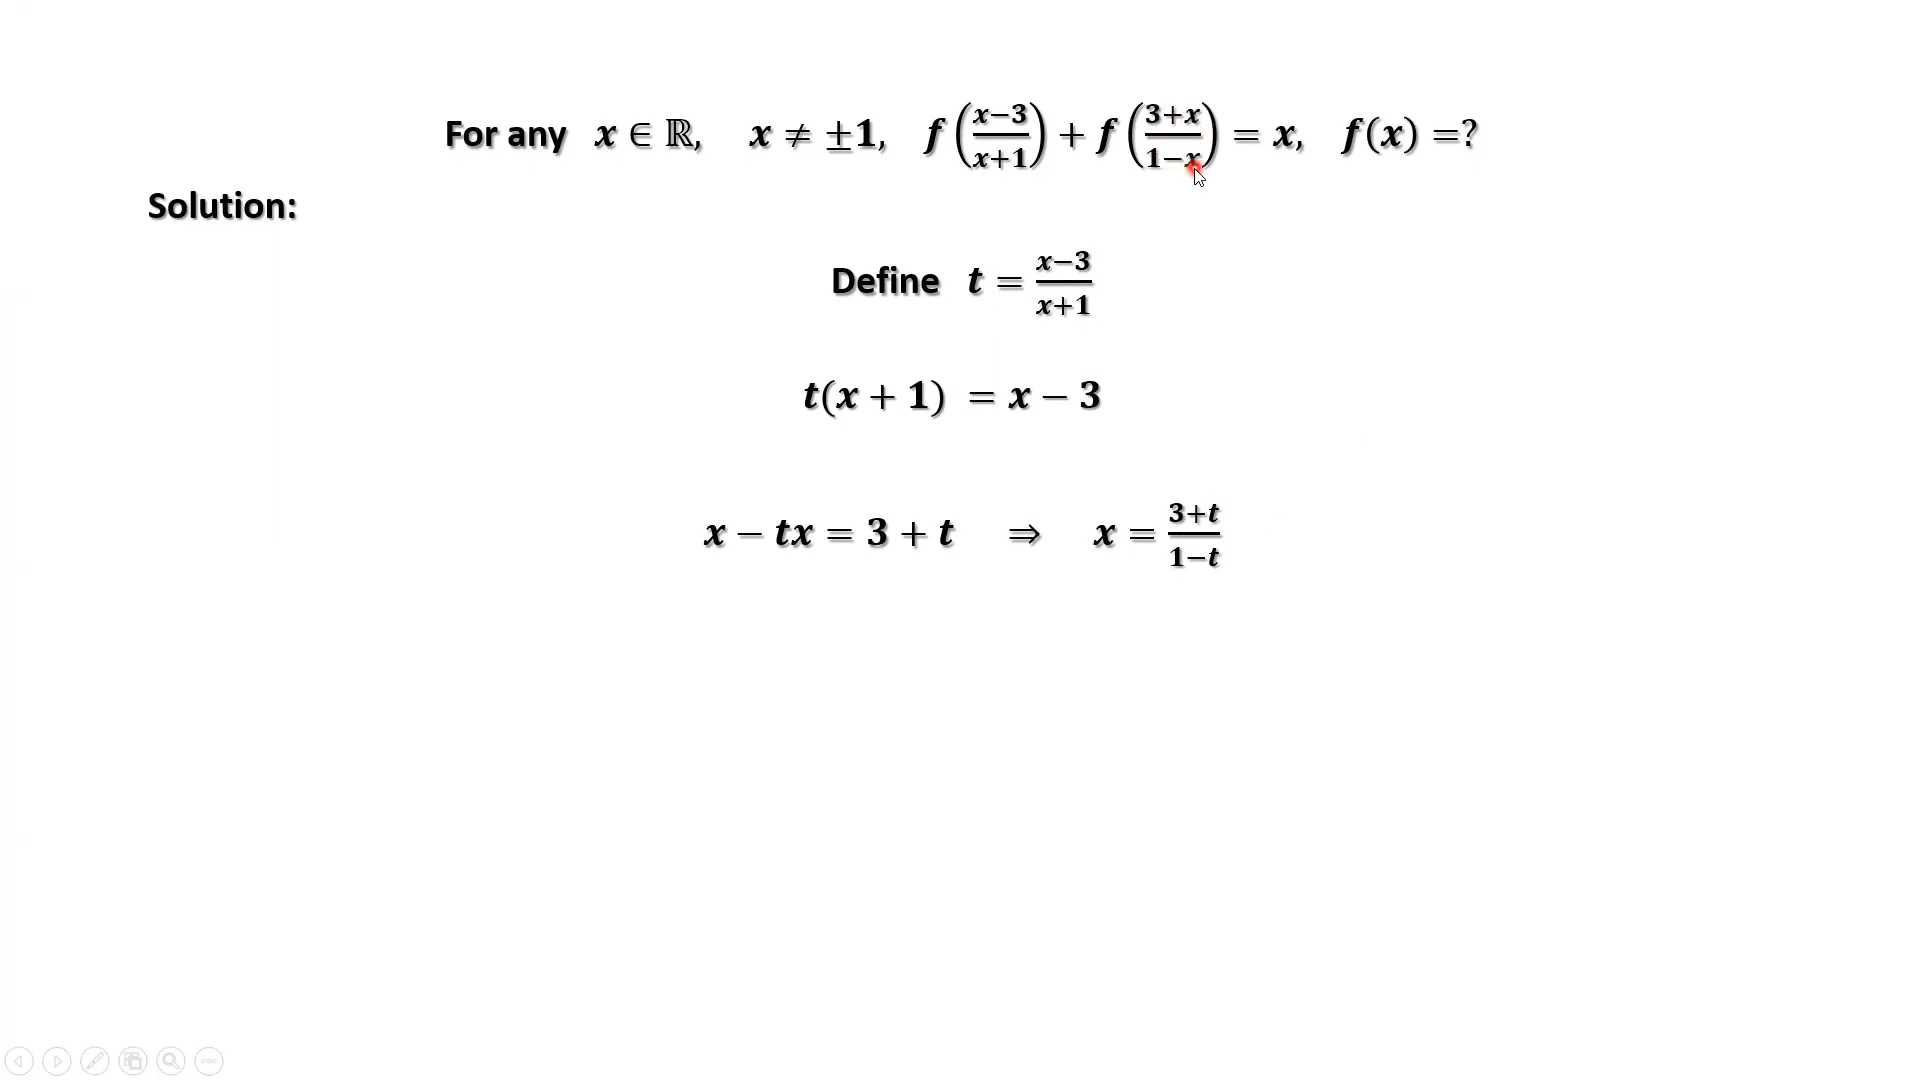 For any x ∈ ℝ, x ≠ ±1, f((x−3)/(x+1)) + f((3+x)/(1−x)) = x, f(x) =?
Solution:
Define t = (x−3)/(x+1)
t(x + 1) = x − 3
x − tx = 3 + t ⇒ x = (3+t)/(1−t)